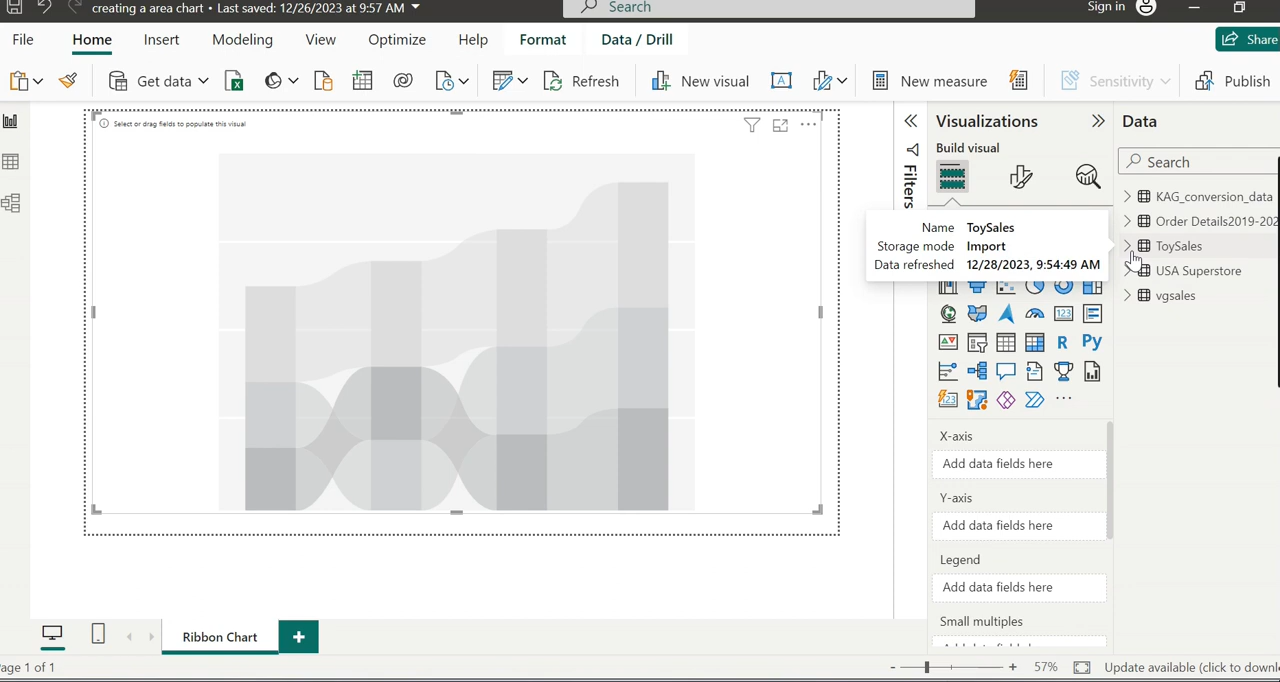 creating a area chart • Last saved: 12/26/2023 at 9:57 AM
Search
Sign in
File
Home
Insert
Modeling
View
Optimize
Help
Format
Data / Drill
Share
Get data
Refresh
New visual
New measure
Sensitivity
Publish
Select or drag fields to populate this visual
Filters
Visualizations
Build visual
Name ToySales
Storage mode Import
Data refreshed 12/28/2023, 9:54:49 AM
R
Py
123
123
X-axis
Add data fields here
Y-axis
Add data fields here
Legend
Add data fields here
Small multiples
Data
Search
KAG_conversion_data
Order Details2019-202
ToySales
USA Superstore
vgsales
Ribbon Chart
age 1 of 1
- + 57%
Update available (click to downl